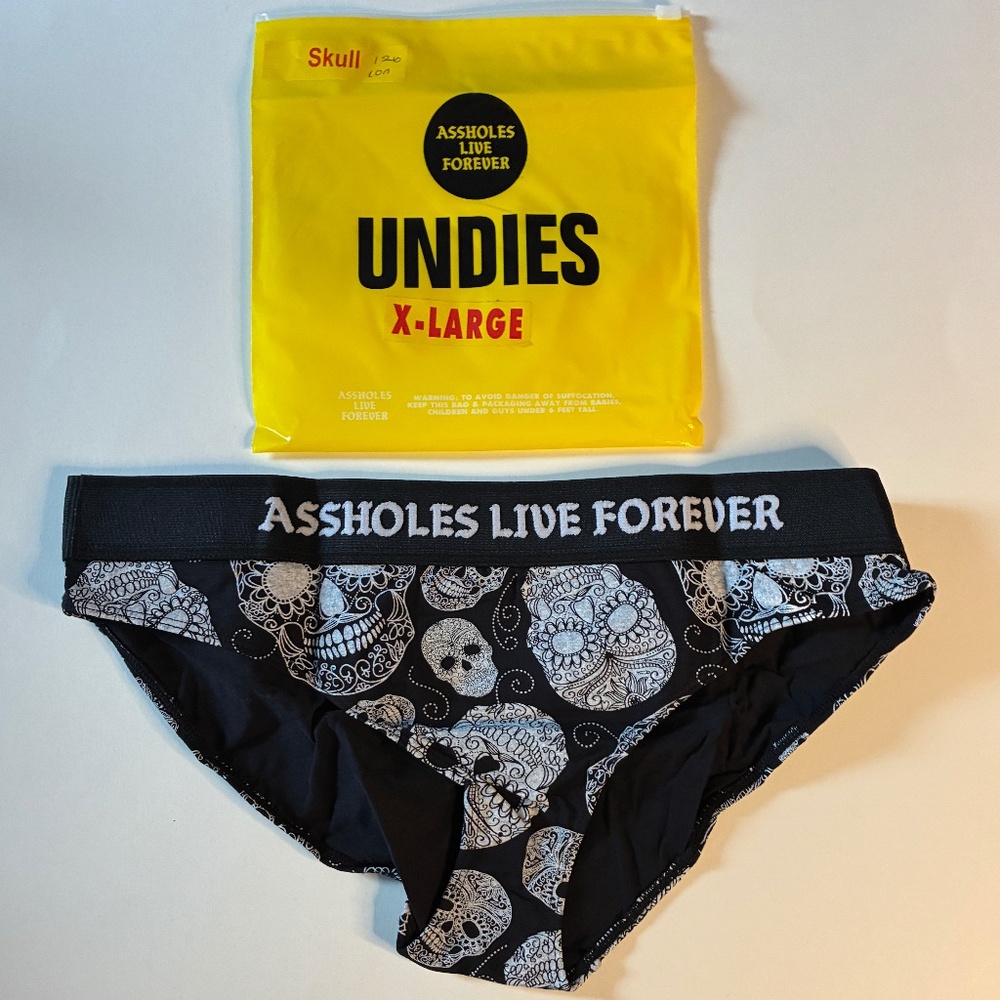 Skull
ASSHOLES
LIVE
FOREVER
UNDIES
X-LARGE
ASSHOLES
LIVE
FOREVER
WARNING: TO AVOID DANGER OF SUFFOCATION,
KEEP THIS BAG & PACKAGING AWAY FROM BABIES,
CHILDREN AND GUYS UNDER 6 FEET TALL.
ASSHOLES LIVE FOREVER